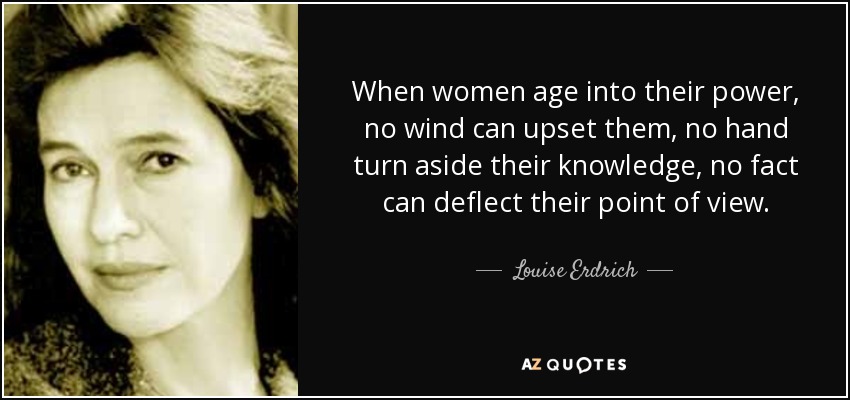 When women age into their power,
no wind can upset them, no hand
turn aside their knowledge, no fact
can deflect their point of view.
Louise Erdrich
AZ QUOTES